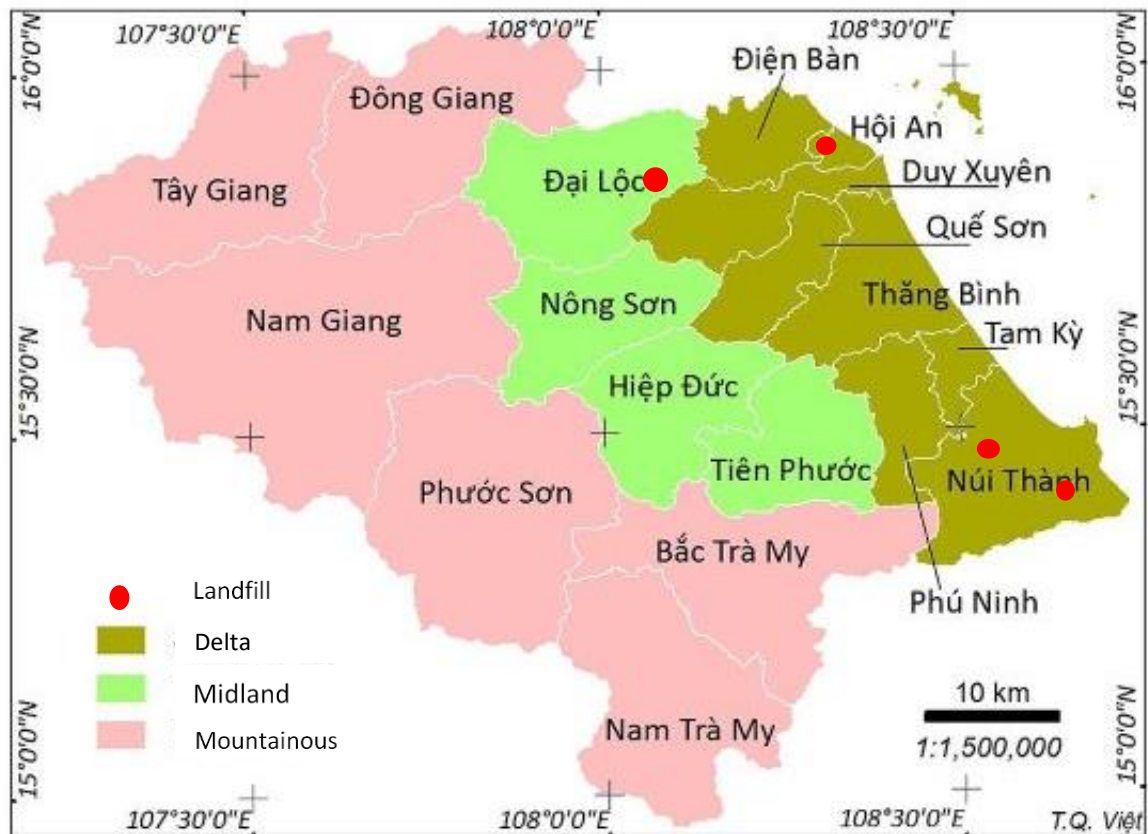 107°30'0"E
108°0'0"E
108°30'0"E
16°0'0"N
16°0'0"N
Điện Bàn
Đông Giang
Hội An
Tây Giang
Đại Lộc
Duy Xuyên
Quế Sơn
Nông Sơn
Thăng Bình
Nam Giang
Tam Kỳ
15°30'0"N
15°30'0"N
Hiệp Đức
Tiên Phước
Núi Thành
Phước Sơn
Bắc Trà My
Phú Ninh
Landfill
Delta
Midland
Mountainous
Nam Trà My
10 km
1:1,500,000
15°0'0"N
15°0'0"N
107°30'0"E
108°0'0"E
108°30'0"E
T.Q. Việt